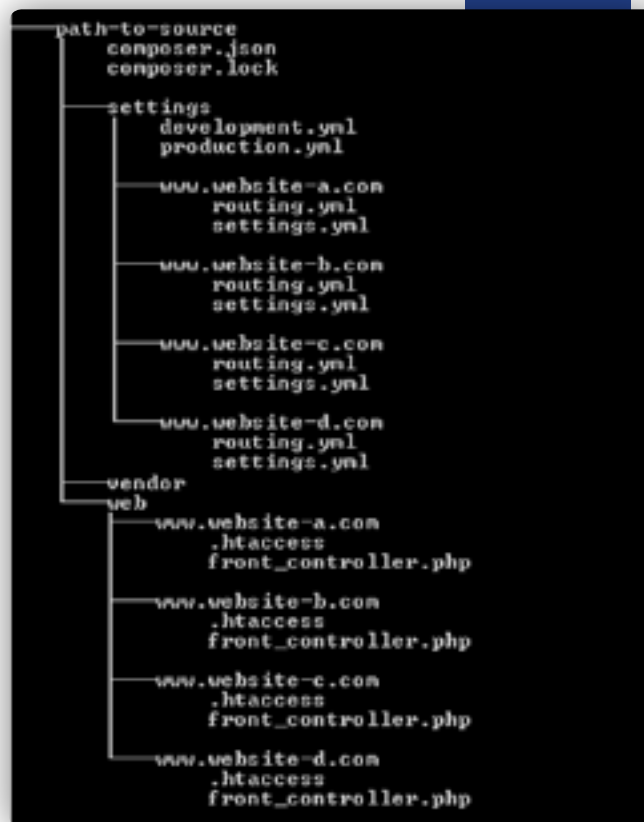 path-to-source
composer.json
composer.lock
settings
development.yml
production.yml
www.website-a.com
routing.yml
settings.yml
www.website-b.com
routing.yml
settings.yml
www.website-c.com
routing.yml
settings.yml
www.website-d.com
routing.yml
settings.yml
vendor
web
www.website-a.com
.htaccess
front_controller.php
www.website-b.com
.htaccess
front_controller.php
www.website-c.com
.htaccess
front_controller.php
www.website-d.com
.htaccess
front_controller.php